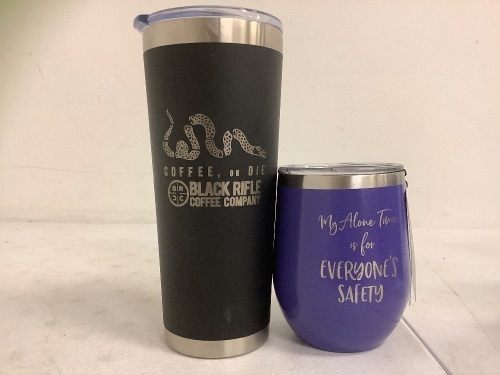 COFFEE, OR DIE
BLACK RIFLE
COFFEE COMPANY
My Alone Time
is for
EVERYONE'S
SAFETY